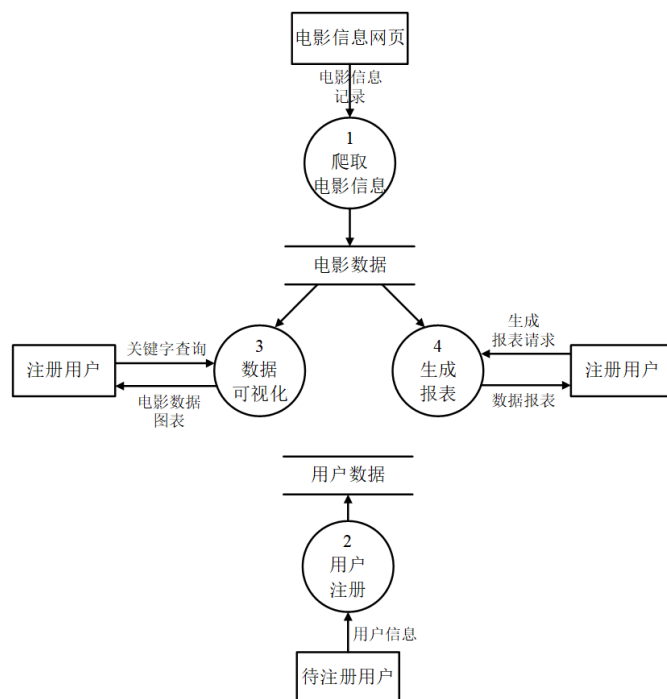 电影信息网页
电影信息
记录
1
爬取
电影信息
电影数据
注册用户
关键字查询
电影数据
图表
3
数据
可视化
4
生成
报表
生成
报表请求
数据报表
注册用户
用户数据
2
用户
注册
用户信息
待注册用户